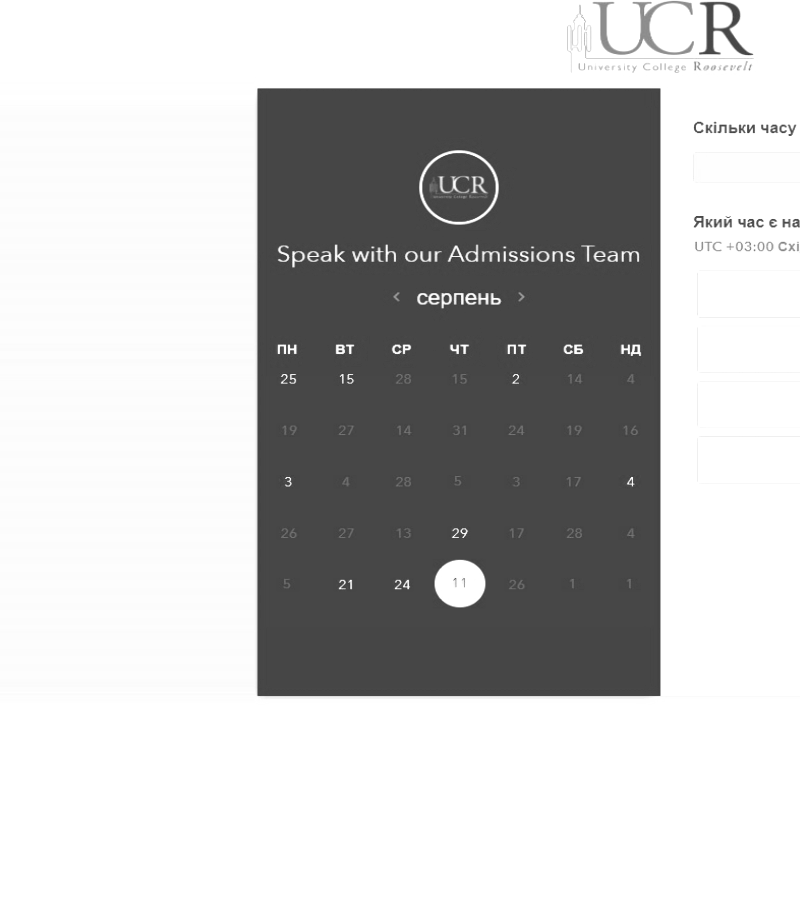 UCR
University College Roosevelt
Скільки часу
UCR
Який час є на
UTC +03:00 Схі
Speak with our Admissions Team
< серпень >
ПН ВТ СР ЧТ ПТ СБ НД
25 15 28 15 2 14 4
19 27 14 31 24 19 16
3 4 28 5 3 17 4
26 27 13 29 17 28 4
5 21 24 11 26 1 1